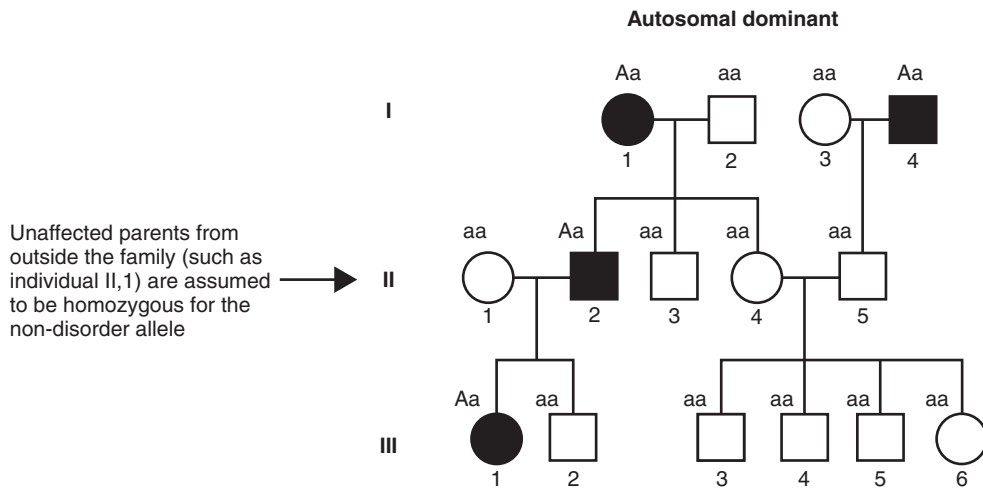 Autosomal dominant
Aa aa aa Aa
I
1 2 3 4
Unaffected parents from
outside the family (such as
individual II,1) are assumed
to be homozygous for the
non-disorder allele
aa Aa aa aa aa
II
1 2 3 4 5
Aa aa aa aa aa aa
III
1 2 3 4 5 6